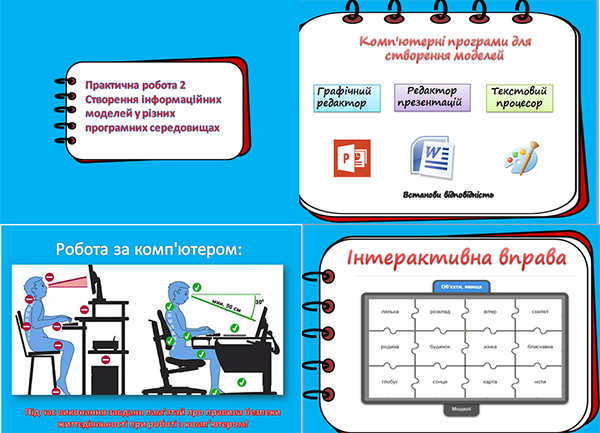 Практична робота 2
Створення інформаційних
моделей у різних
програмних середовищах
Комп'ютерні програми для
створення моделей
Графічний
редактор
Редактор
презентацій
Текстовий
процесор
P
W
Встанови відповідність
Робота за комп'ютером:
мин. 50 см
30°
Під час виконання завдань пам'ятай про правила безпеки
життєдіяльності при роботі с комп'ютером!
Інтерактивна вправа
Об'єкти, явища
лялька розклад вітер скелет
родина будинок жінка блискавка
глобус сонце карта ноти
Моделі